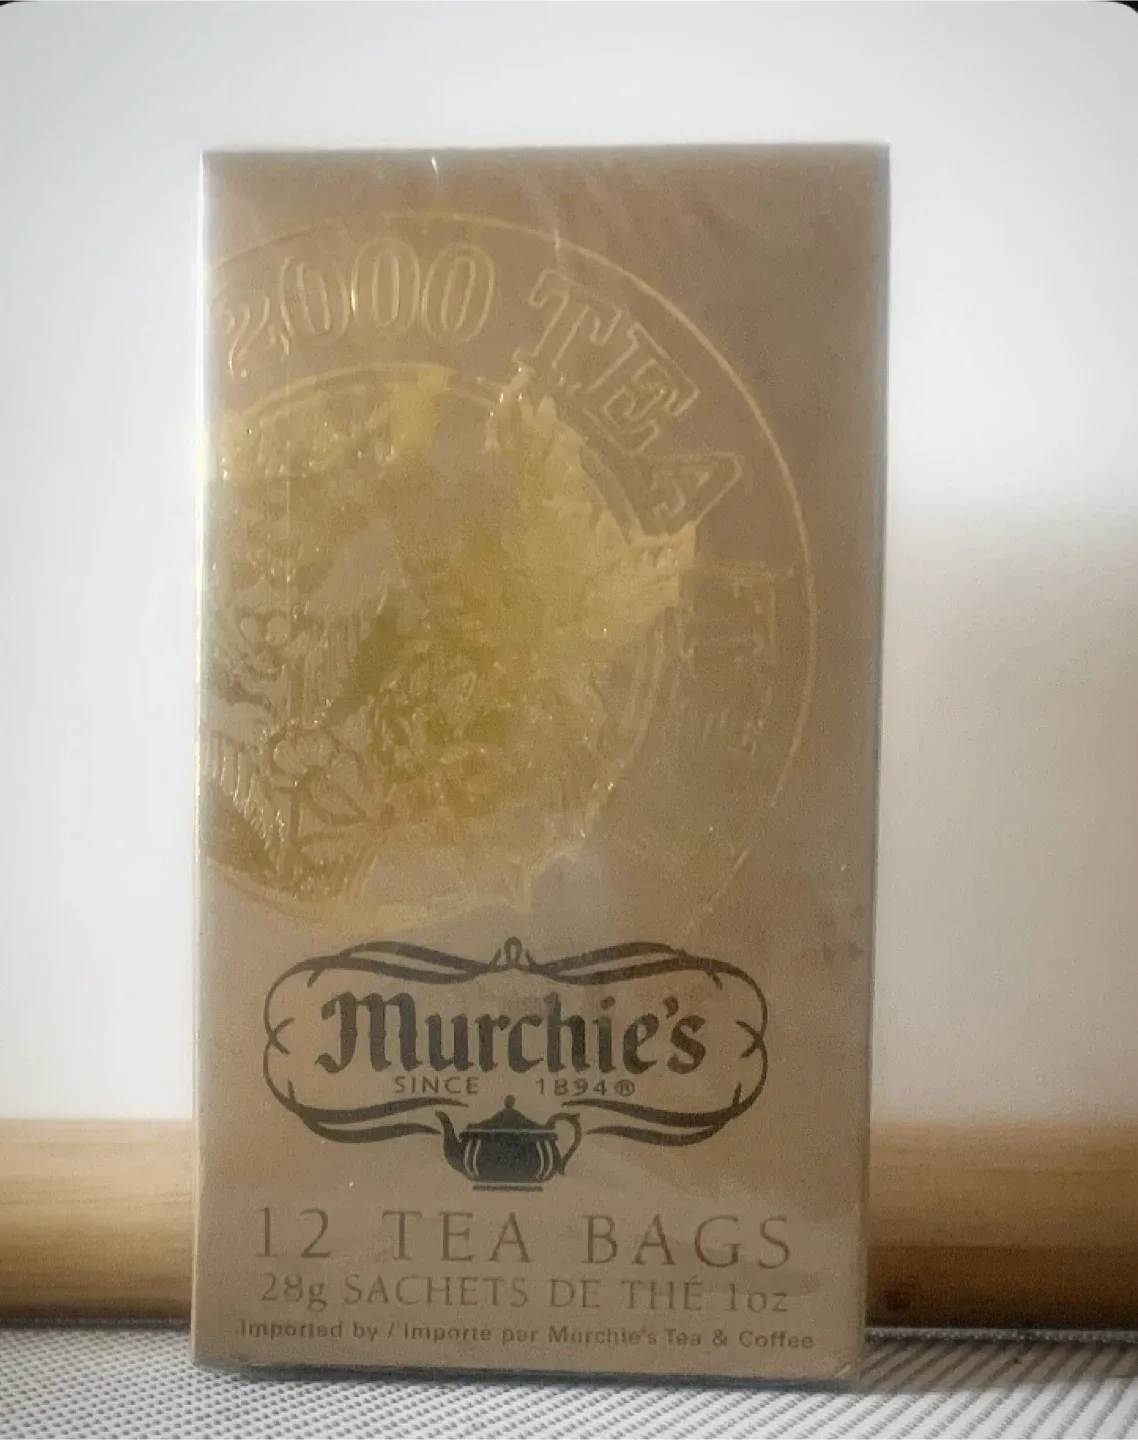 2000 TEA
Murchie's
SINCE 1894®
12 TEA BAGS
28g SACHETS DE THÉ 1oz
Imported by / Importé par Murchie's Tea & Coffee